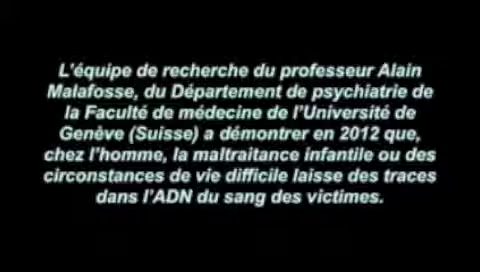 L'équipe de recherche du professeur Alain
Malafosse, du Département de psychiatrie de
la Faculté de médecine de l'Université de
Genève (Suisse) a démontrer en 2012 que,
chez l'homme, la maltraitance infantile ou des
circonstances de vie difficile laisse des traces
dans l'ADN du sang des victimes.